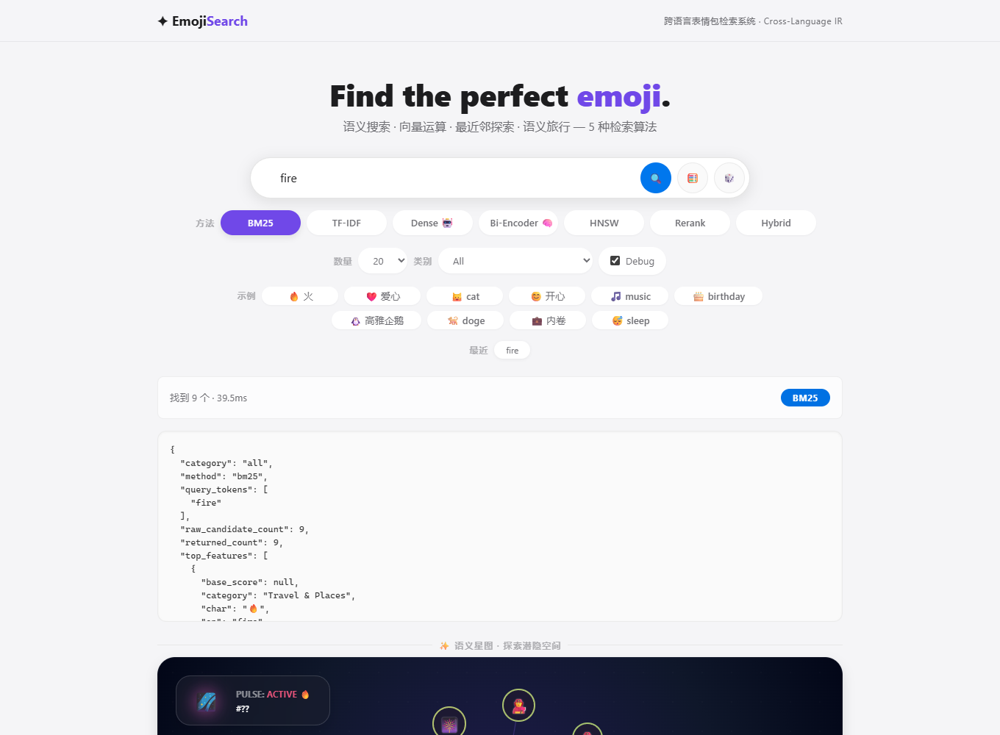 ✦ EmojiSearch
跨语言表情包检索系统 · Cross-Language IR
Find the perfect emoji.
语义搜索 · 向量运算 · 最近邻探索 · 语义旅行 — 5 种检索算法
fire
方法 BM25 TF-IDF Dense Bi-Encoder HNSW Rerank Hybrid
数量 20 类别 All Debug
示例 🔥 火 💖 爱心 😺 cat 😊 开心 🎵 music 🎂 birthday
🐧 高雅企鹅 🐕 doge 💼 内卷 😴 sleep
最近 fire
找到 9 个 · 39.5ms
BM25
{
"category": "all",
"method": "bm25",
"query_tokens": [
"fire"
],
"raw_candidate_count": 9,
"returned_count": 9,
"top_features": [
{
"base_score": null,
"category": "Travel & Places",
"char": "🔥",
"en": "fire"
✨ 语义星图 · 探索潜隐空间
PULSE: ACTIVE 🔥
#??